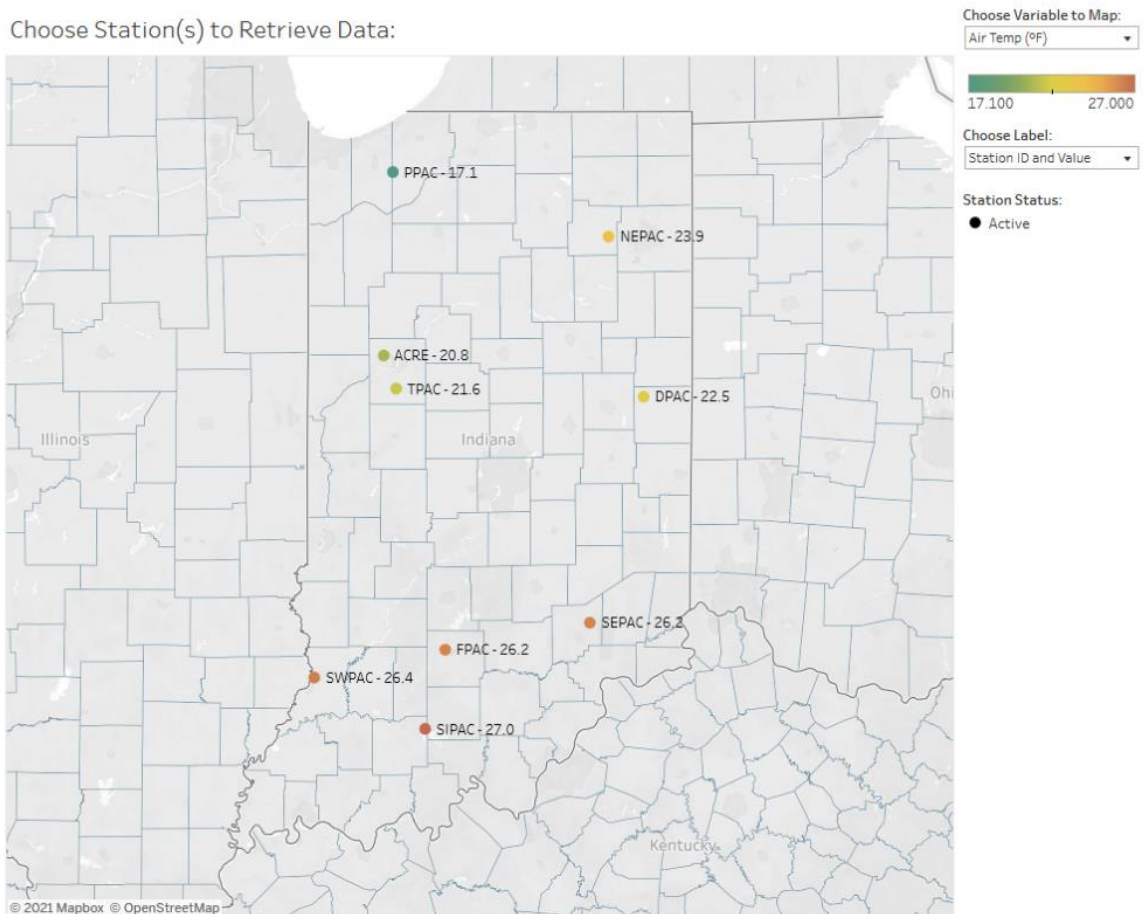 Choose Station(s) to Retrieve Data:
Choose Variable to Map:
Air Temp (ºF)
17.100 27.000
Choose Label:
Station ID and Value
Station Status:
Active
PPAC - 17.1
NEPAC - 23.9
ACRE - 20.8
TPAC - 21.6
DPAC - 22.5
Ohi
Illinois
Indiana
SEPAC - 26.2
FPAC - 26.2
SWPAC - 26.4
SIPAC - 27.0
Kentucky
© 2021 Mapbox © OpenStreetMap